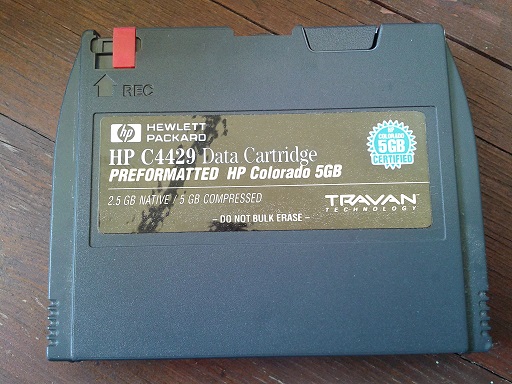 REC
hp HEWLETT
PACKARD
HP C4429 Data Cartridge
PREFORMATTED HP Colorado 5GB
2.5 GB NATIVE / 5 GB COMPRESSED
– DO NOT BULK ERASE –
COLORADO
5GB
CERTIFIED
TRAVAN
TECHNOLOGY